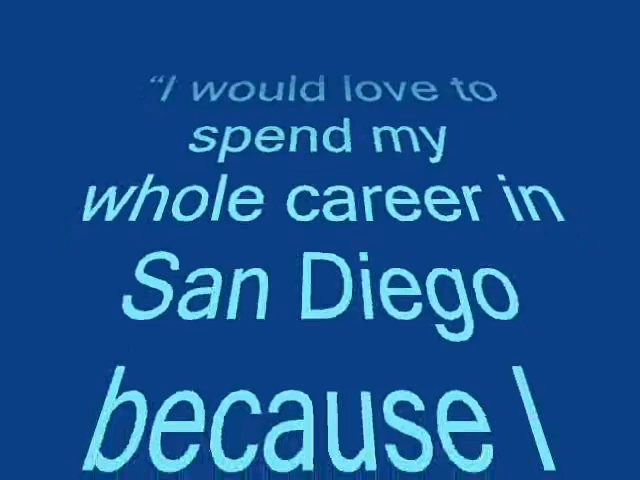 “I would love to
spend my
whole career in
San Diego
because I